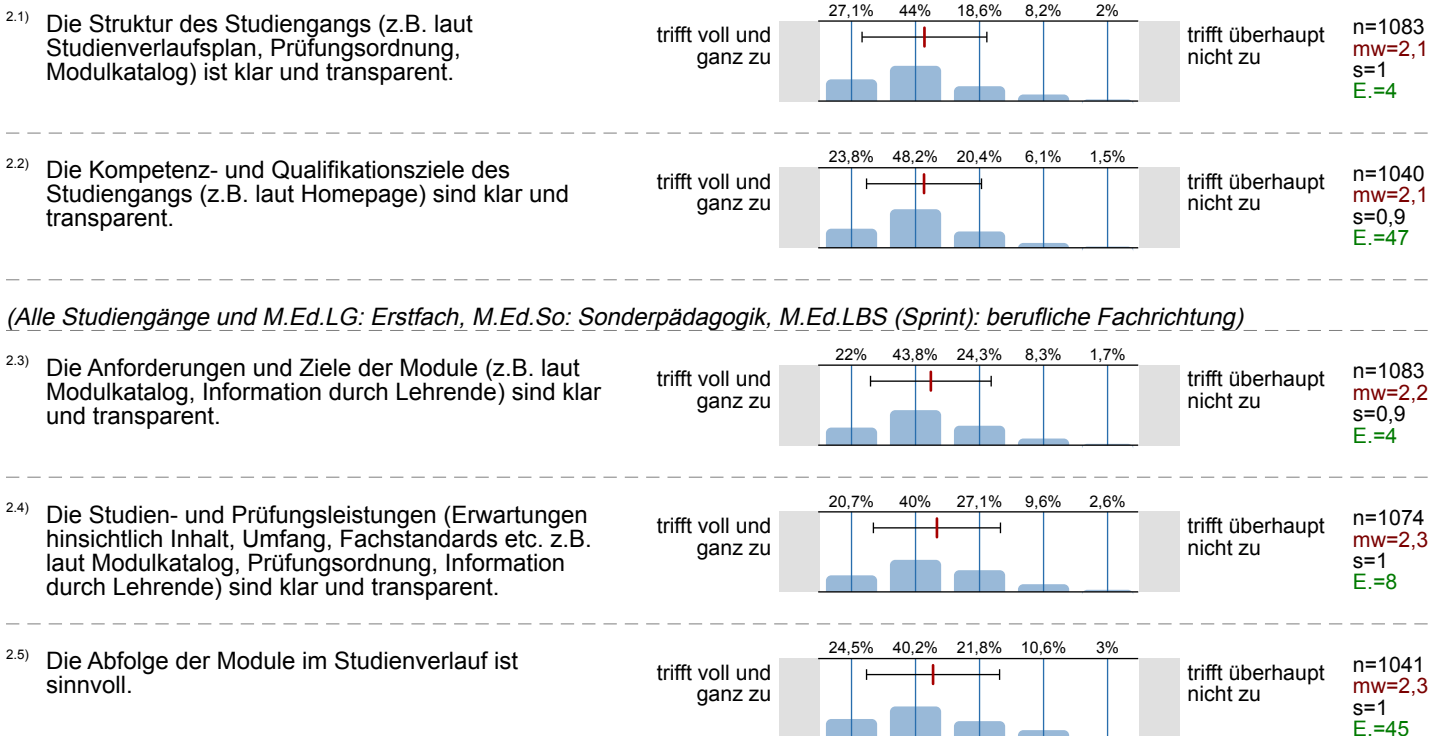 2.1) Die Struktur des Studiengangs (z.B. laut
Studienverlaufsplan, Prüfungsordnung,
Modulkatalog) ist klar und transparent.
trifft voll und
ganz zu
27,1% 44% 18,6% 8,2% 2%
trifft überhaupt
nicht zu
n=1083
mw=2,1
s=1
E.=4
2.2) Die Kompetenz- und Qualifikationsziele des
Studiengangs (z.B. laut Homepage) sind klar und
transparent.
trifft voll und
ganz zu
23,8% 48,2% 20,4% 6,1% 1,5%
trifft überhaupt
nicht zu
n=1040
mw=2,1
s=0,9
E.=47
(Alle Studiengänge und M.Ed.LG: Erstfach, M.Ed.So: Sonderpädagogik, M.Ed.LBS (Sprint): berufliche Fachrichtung)
2.3) Die Anforderungen und Ziele der Module (z.B. laut
Modulkatalog, Information durch Lehrende) sind klar
und transparent.
trifft voll und
ganz zu
22% 43,8% 24,3% 8,3% 1,7%
trifft überhaupt
nicht zu
n=1083
mw=2,2
s=0,9
E.=4
2.4) Die Studien- und Prüfungsleistungen (Erwartungen
hinsichtlich Inhalt, Umfang, Fachstandards etc. z.B.
laut Modulkatalog, Prüfungsordnung, Information
durch Lehrende) sind klar und transparent.
trifft voll und
ganz zu
20,7% 40% 27,1% 9,6% 2,6%
trifft überhaupt
nicht zu
n=1074
mw=2,3
s=1
E.=8
2.5) Die Abfolge der Module im Studienverlauf ist
sinnvoll.
trifft voll und
ganz zu
24,5% 40,2% 21,8% 10,6% 3%
trifft überhaupt
nicht zu
n=1041
mw=2,3
s=1
E.=45